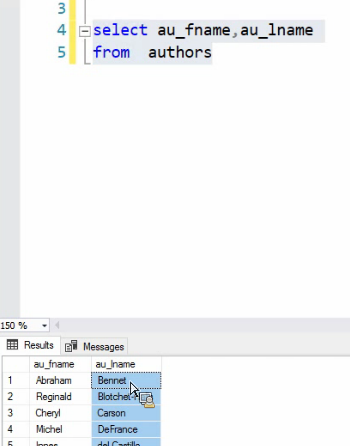 3
4 select au_fname,au_lname
5 from authors
150 %
Results Messages
au_fname au_lname
1 Abraham Bennet
2 Reginald
3 Cheryl Carson
4 Michel DeFrance
5 Innes del Castillo